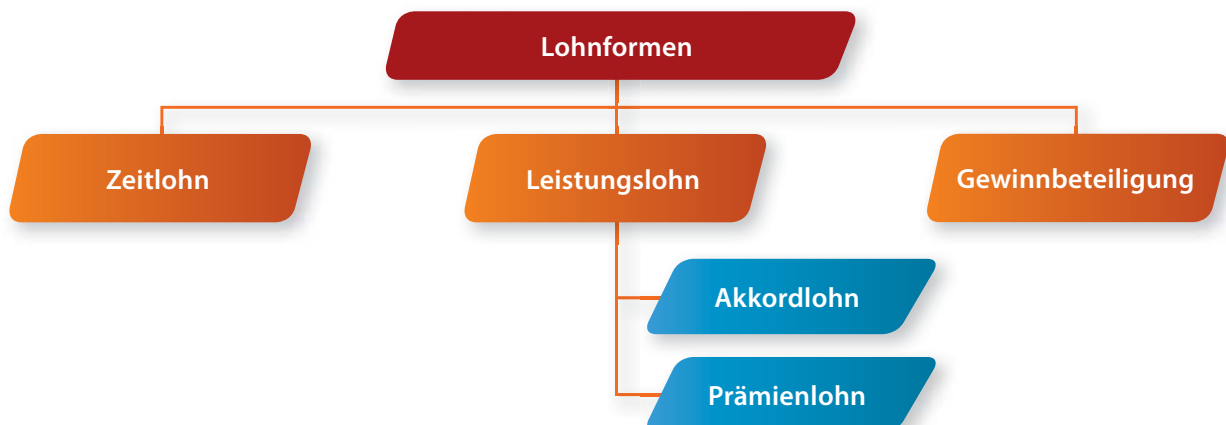 Lohnformen
Zeitlohn
Leistungslohn
Gewinnbeteiligung
Akkordlohn
Prämienlohn